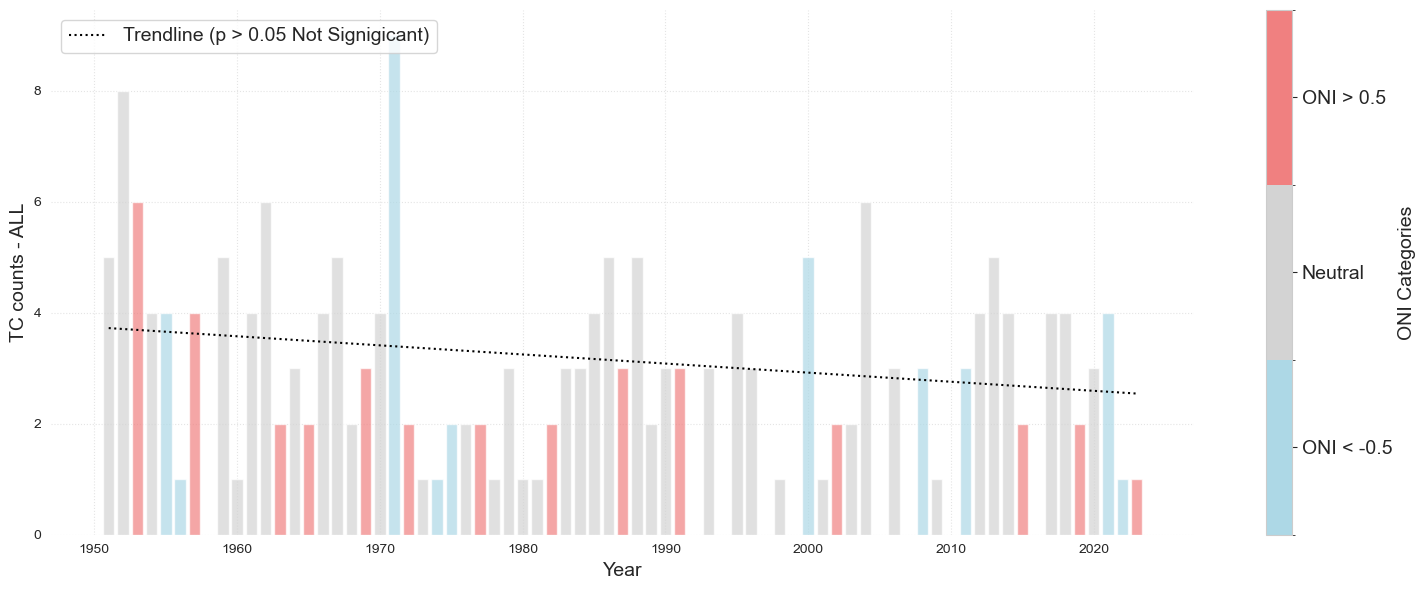 Trendline (p > 0.05 Not Signigicant)
8
6
4
2
0
TC counts - ALL
1950 1960 1970 1980 1990 2000 2010 2020
Year
ONI > 0.5
Neutral
ONI < -0.5
ONI Categories